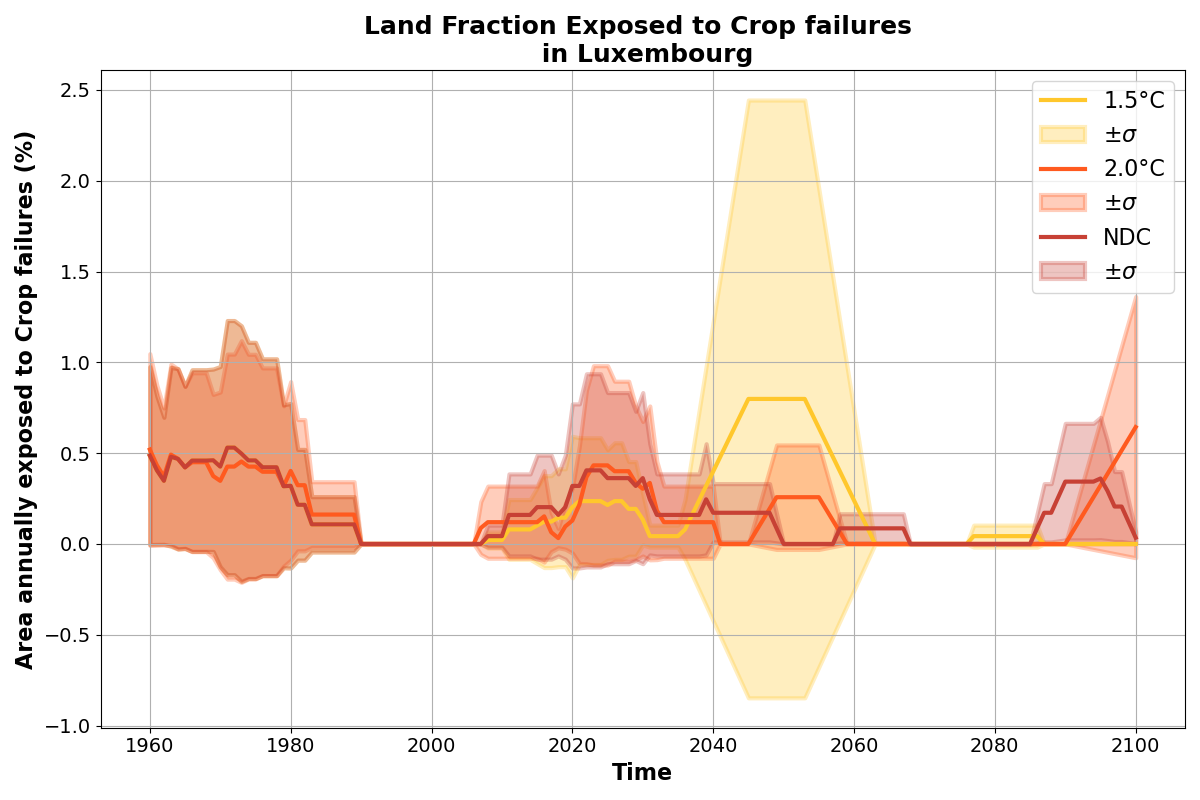 Land Fraction Exposed to Crop failures
in Luxembourg
Area annually exposed to Crop failures (%)
2.5
2.0
1.5
1.0
0.5
0.0
−0.5
−1.0
1.5°C
±σ
2.0°C
±σ
NDC
±σ
1960 1980 2000 2020 2040 2060 2080 2100
Time